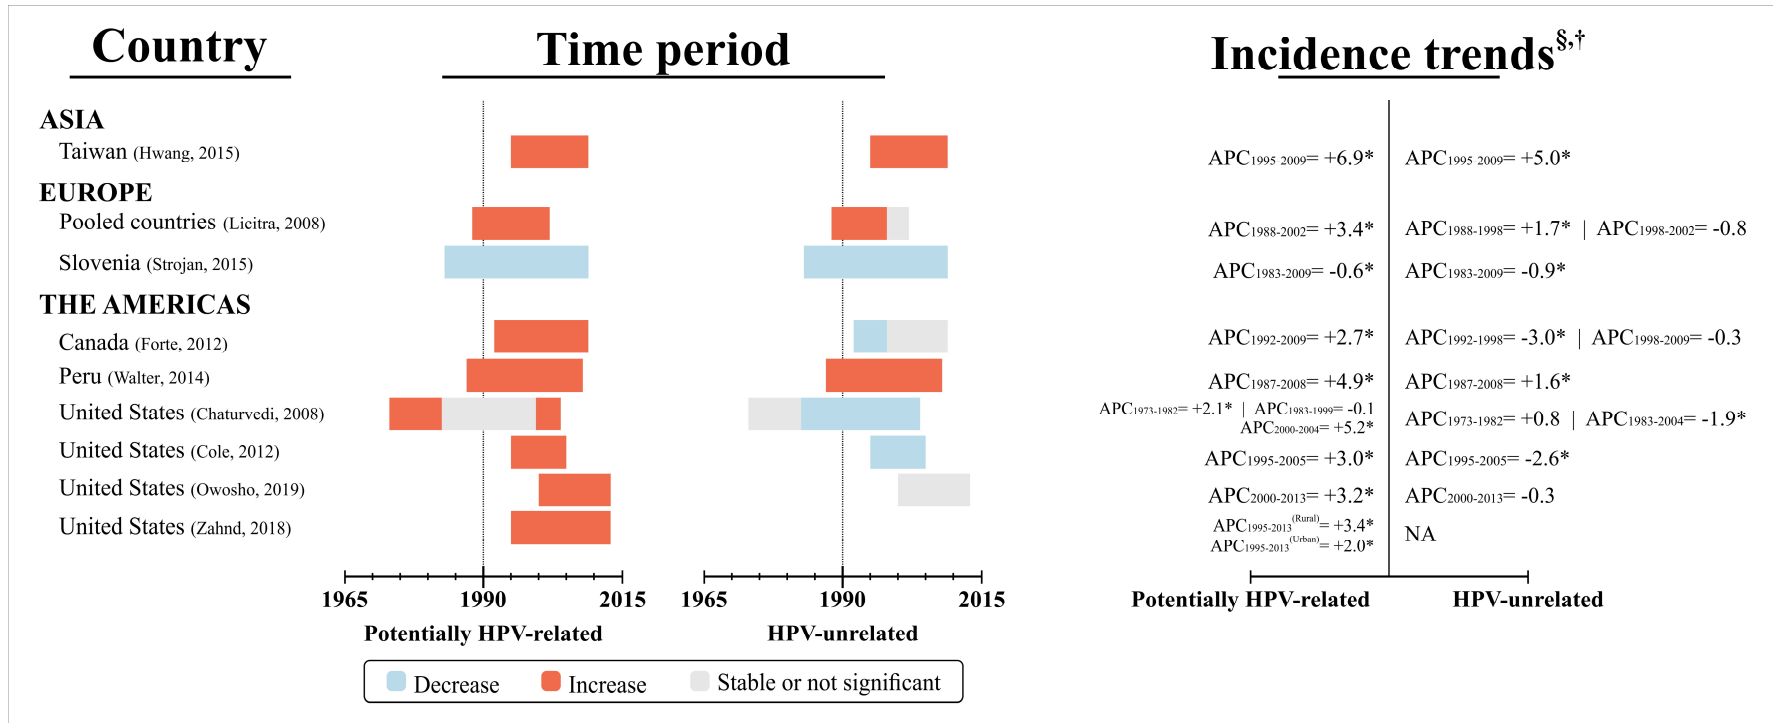 Country Time period Incidence trends§,†
ASIA
Taiwan (Hwang, 2015) APC1995 2009= +6.9* APC1995 2009= +5.0*
EUROPE
Pooled countries (Licitra, 2008) APC1988-2002= +3.4* APC1988-1998= +1.7* | APC1998-2002= -0.8
Slovenia (Strojan, 2015) APC1983-2009= -0.6* APC1983-2009= -0.9*
THE AMERICAS
Canada (Forte, 2012) APC1992-2009= +2.7* APC1992-1998= -3.0* | APC1998-2009= -0.3
Peru (Walter, 2014) APC1987-2008= +4.9* APC1987-2008= +1.6*
United States (Chaturvedi, 2008) APC1973-1982= +2.1* | APC1983-1999= -0.1 APC1973-1982= +0.8 | APC1983-2004= -1.9*
APC2000-2004= +5.2*
United States (Cole, 2012) APC1995-2005= +3.0* APC1995-2005= -2.6*
United States (Owosho, 2019) APC2000-2013= +3.2* APC2000-2013= -0.3
United States (Zahnd, 2018) APC1995-2013(Rural)= +3.4* NA
APC1995-2013(Urban)= +2.0*
1965 1990 2015 1965 1990 2015 Potentially HPV-related HPV-unrelated
Potentially HPV-related HPV-unrelated
Decrease Increase Stable or not significant